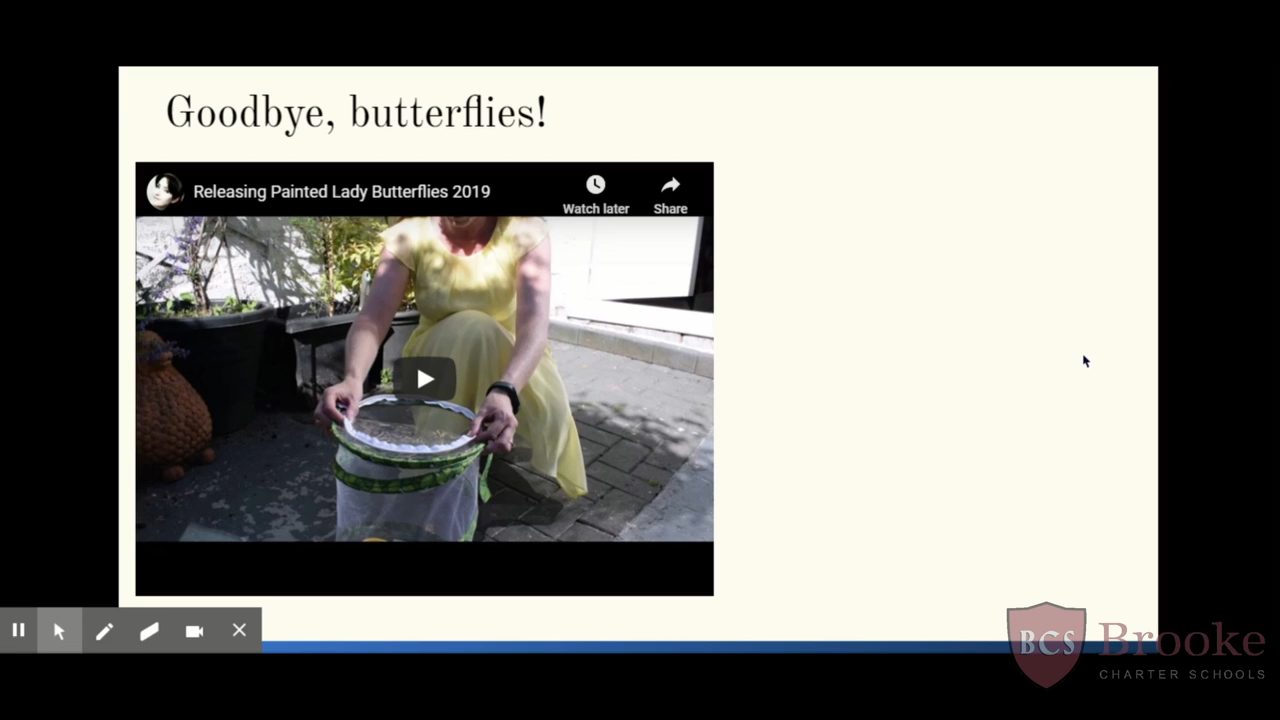 Goodbye, butterflies!
Releasing Painted Lady Butterflies 2019
Watch later
Share
BCS
Brooke
CHARTER SCHOOLS